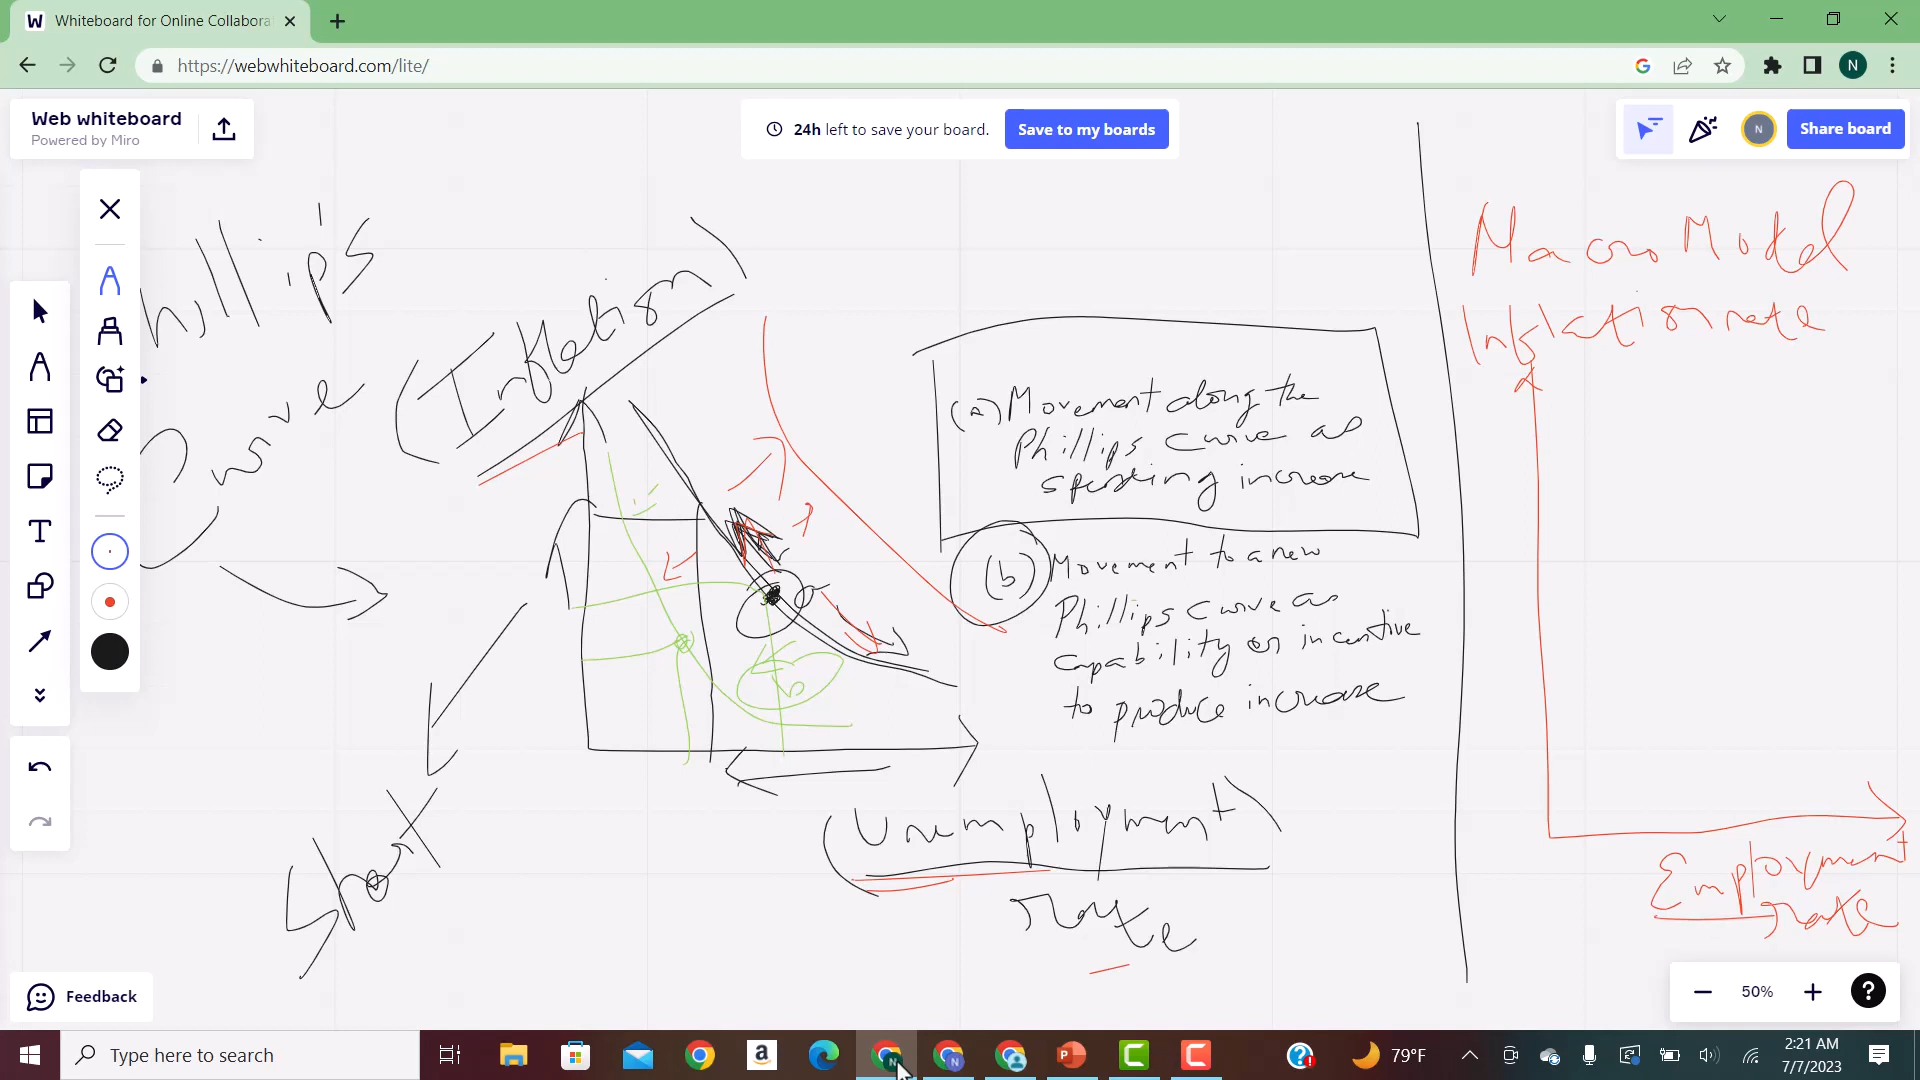 Whiteboard for Online Collabora
https://webwhiteboard.com/lite/
N
Web whiteboard
Powered by Miro
24h left to save your board.
Save to my boards
N
Share board
hillip's
Curve
(Inflation)
(a) Movement along the
Phillips curve as
spending increase
(b) Movement to a new
Phillips curve as
capability or incentive
to produce increase
Macro Model
Inflation rate
(Unemployment)
rate
Employment
rate
Short
50%
Feedback
Type here to search
79°F
2:21 AM
7/7/2023